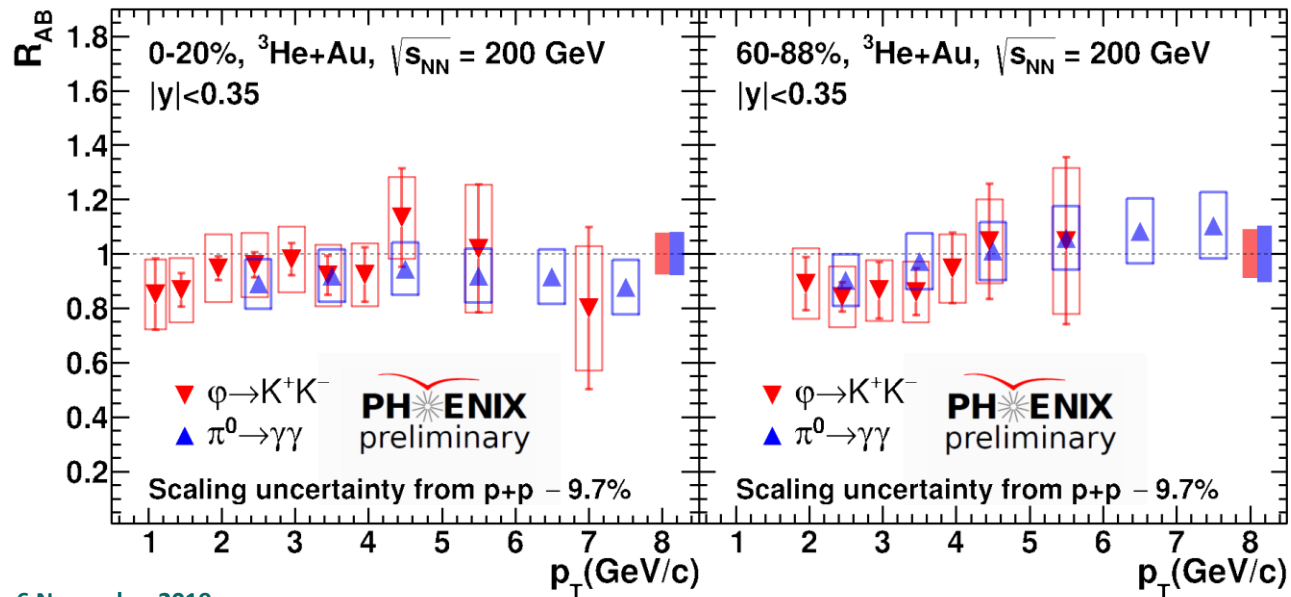 R_AB
1.8
1.6
1.4
1.2
1
0.8
0.6
0.4
0.2
0-20%, ³He+Au, √s_NN = 200 GeV
|y|<0.35
φ→K⁺K⁻
π⁰→γγ
PHENIX
preliminary
Scaling uncertainty from p+p − 9.7%
1 2 3 4 5 6 7 8
p_T(GeV/c)
60-88%, ³He+Au, √s_NN = 200 GeV
|y|<0.35
φ→K⁺K⁻
π⁰→γγ
PHENIX
preliminary
Scaling uncertainty from p+p − 9.7%
1 2 3 4 5 6 7 8
p_T(GeV/c)